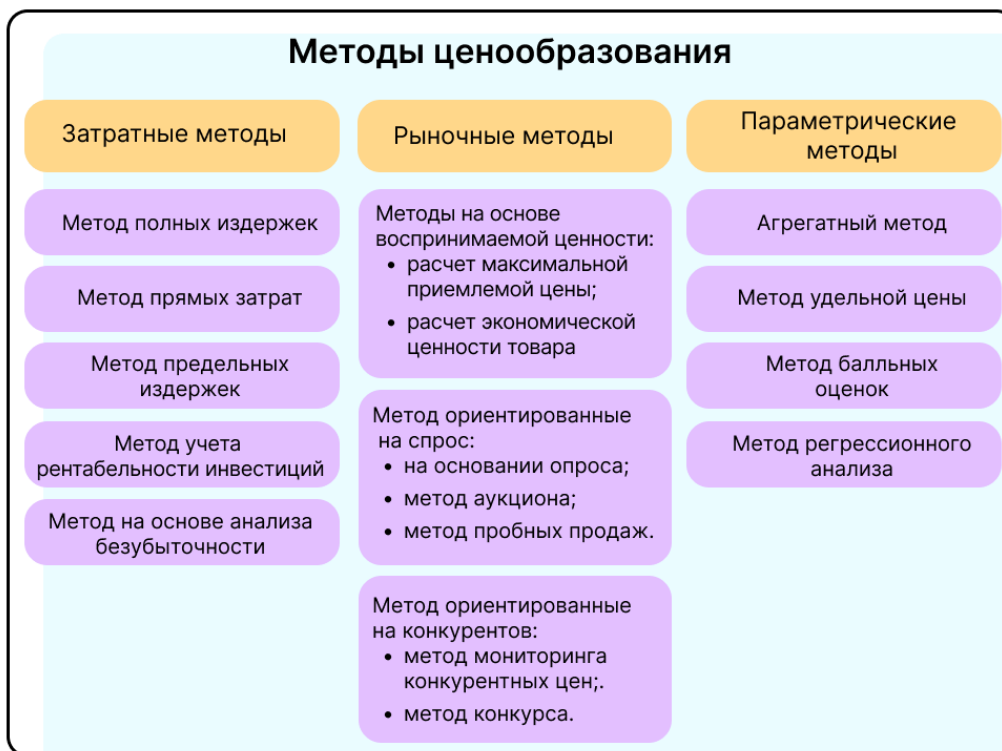 Методы ценообразования
Затратные методы
Метод полных издержек
Метод прямых затрат
Метод предельных
издержек
Метод учета
рентабельности инвестиций
Метод на основе анализа
безубыточности
Рыночные методы
Методы на основе
воспринимаемой ценности:
• расчет максимальной
приемлемой цены;
• расчет экономической
ценности товара
Метод ориентированные
на спрос:
• на основании опроса;
• метод аукциона;
• метод пробных продаж.
Метод ориентированные
на конкурентов:
• метод мониторинга
конкурентных цен;.
• метод конкурса.
Параметрические
методы
Агрегатный метод
Метод удельной цены
Метод балльных
оценок
Метод регрессионного
анализа